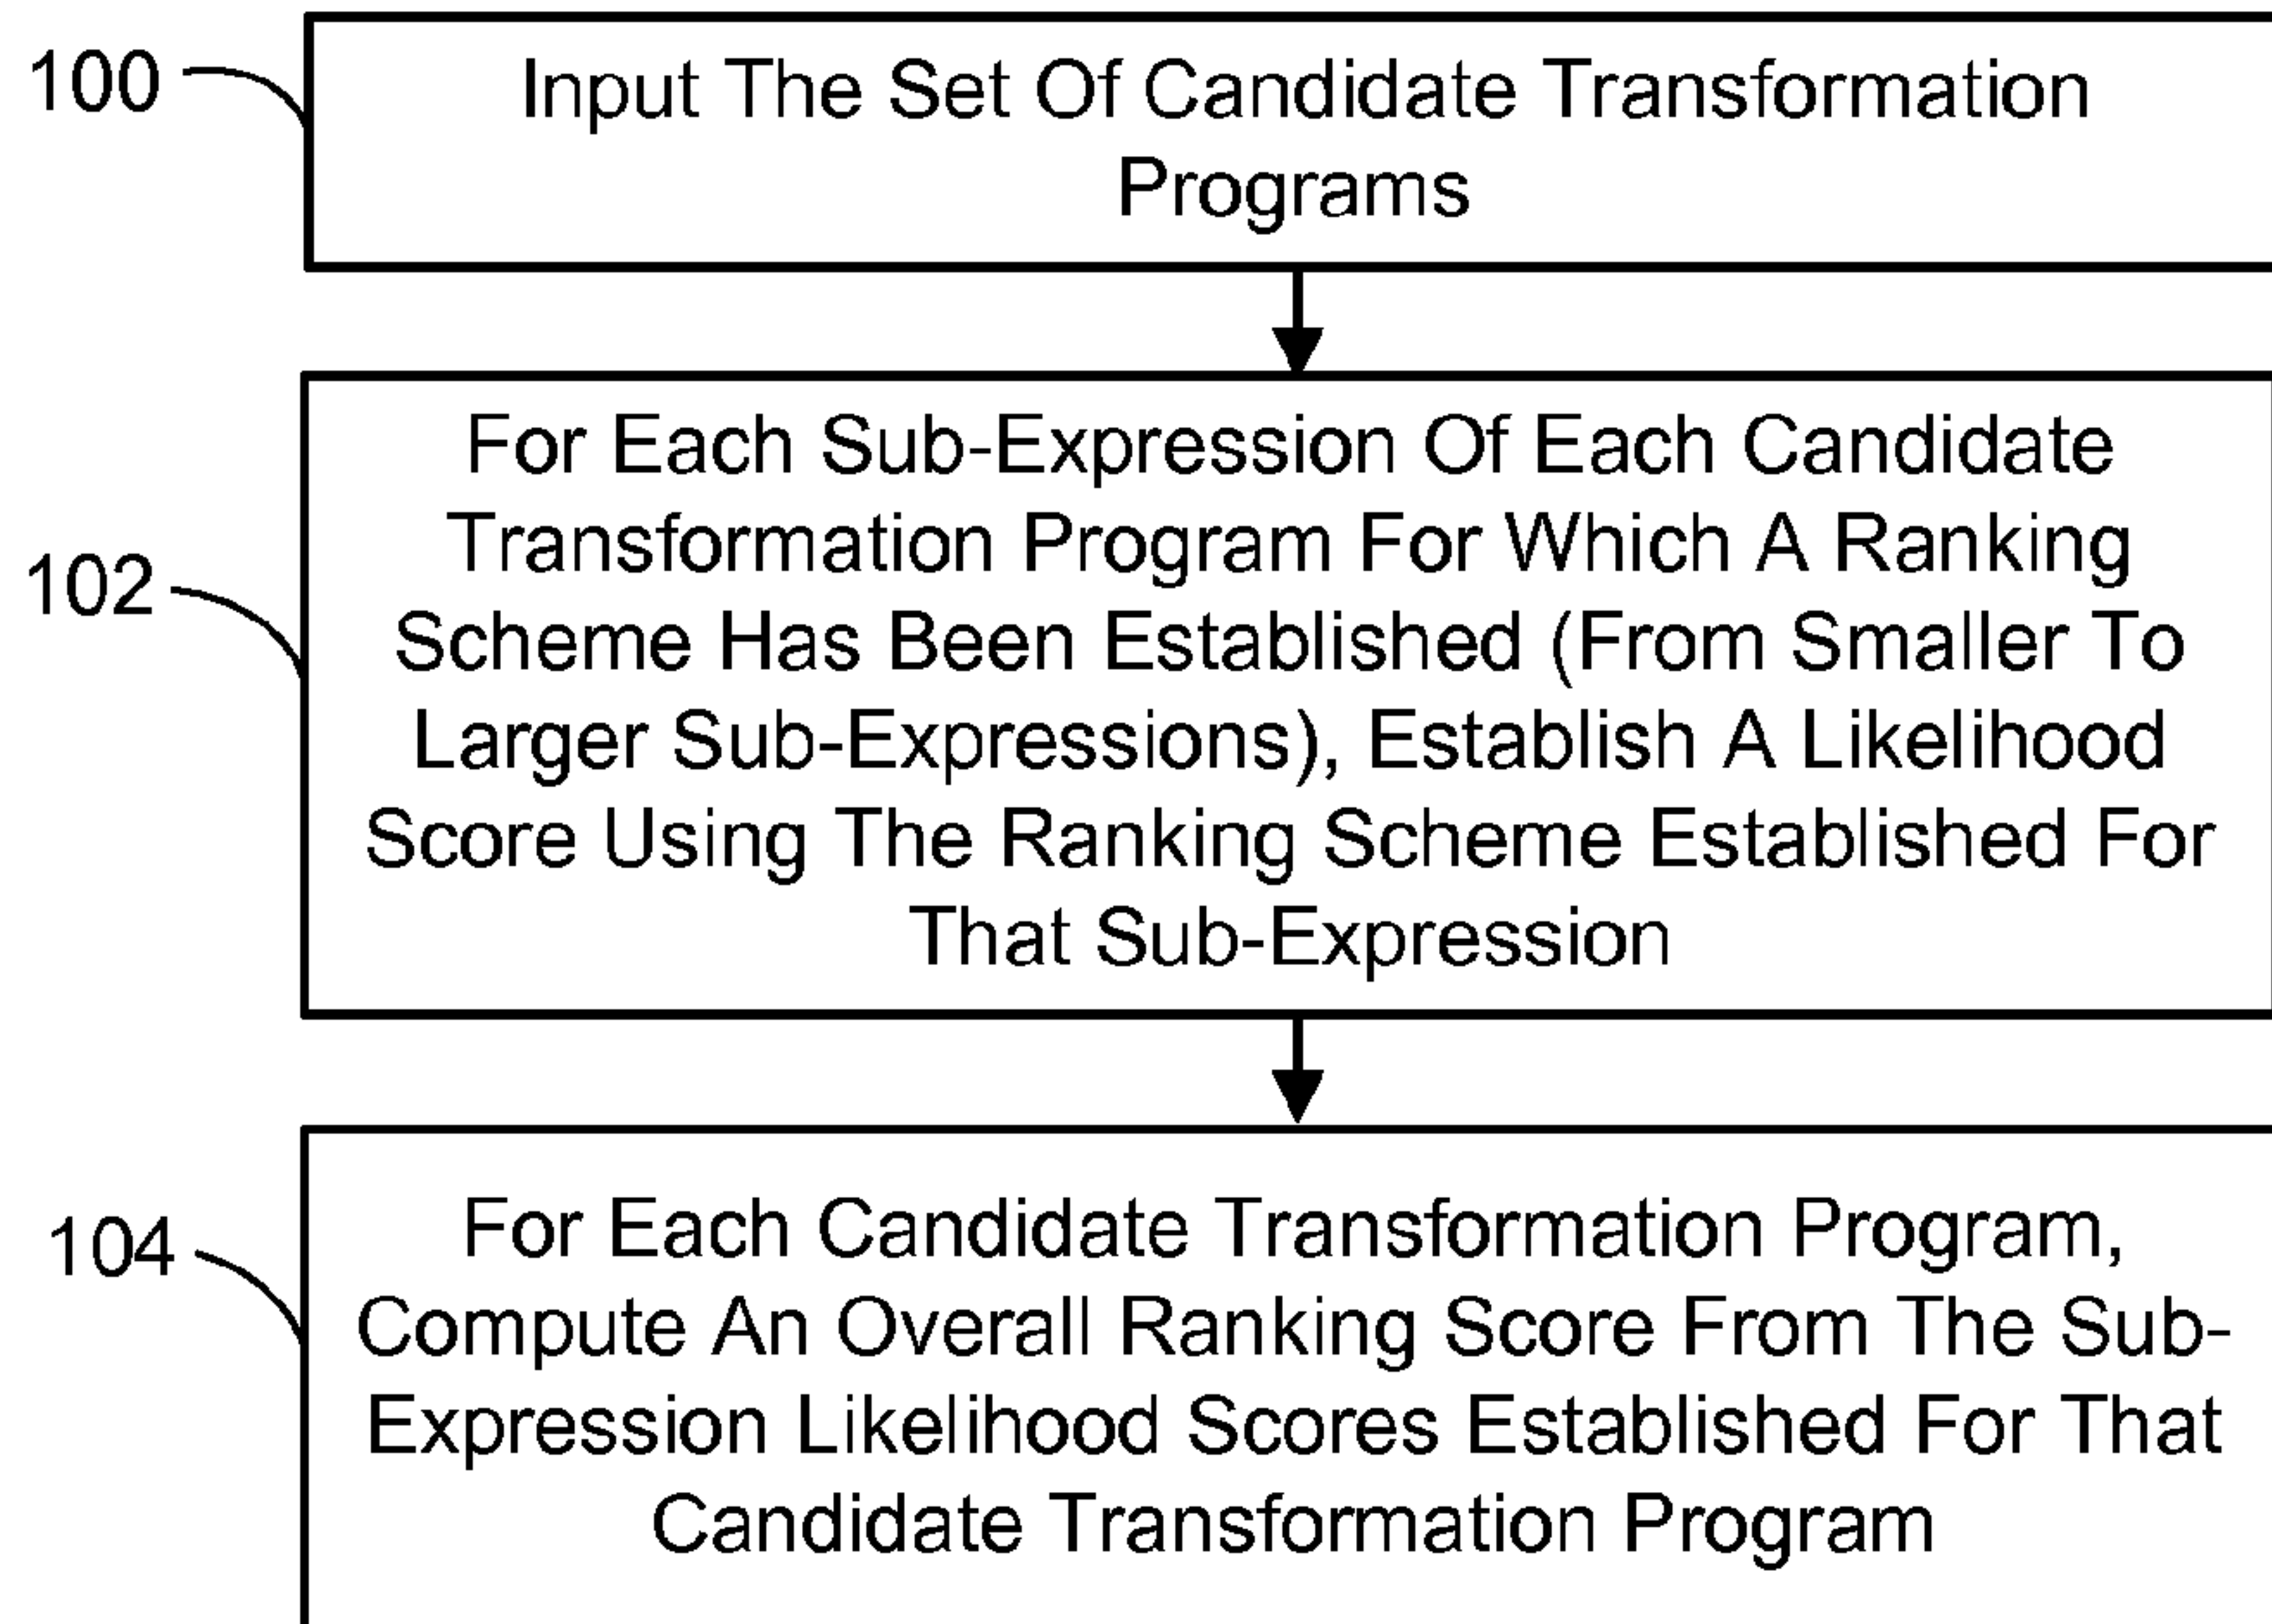 100
Input The Set Of Candidate Transformation
Programs
102
For Each Sub-Expression Of Each Candidate
Transformation Program For Which A Ranking
Scheme Has Been Established (From Smaller To
Larger Sub-Expressions), Establish A Likelihood
Score Using The Ranking Scheme Established For
That Sub-Expression
104
For Each Candidate Transformation Program,
Compute An Overall Ranking Score From The Sub-
Expression Likelihood Scores Established For That
Candidate Transformation Program